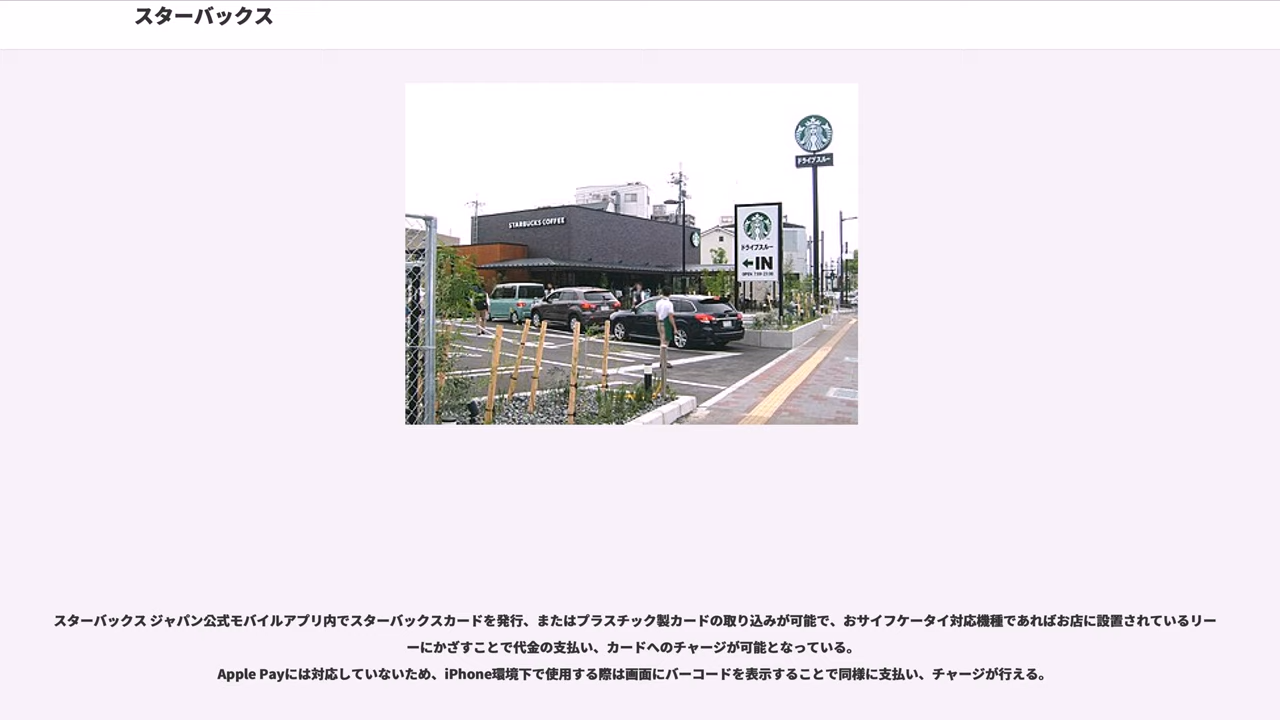 スターバックス
ドライブスルー
STARBUCKS COFFEE
ドライブスルー
←IN
スターバックス ジャパン公式モバイルアプリ内でスターバックスカードを発行、またはプラスチック製カードの取り込みが可能で、おサイフケータイ対応機種であればお店に設置されているリー
ーにかざすことで代金の支払い、カードへのチャージが可能となっている。
Apple Payには対応していないため、iPhone環境下で使用する際は画面にバーコードを表示することで同様に支払い、チャージが行える。